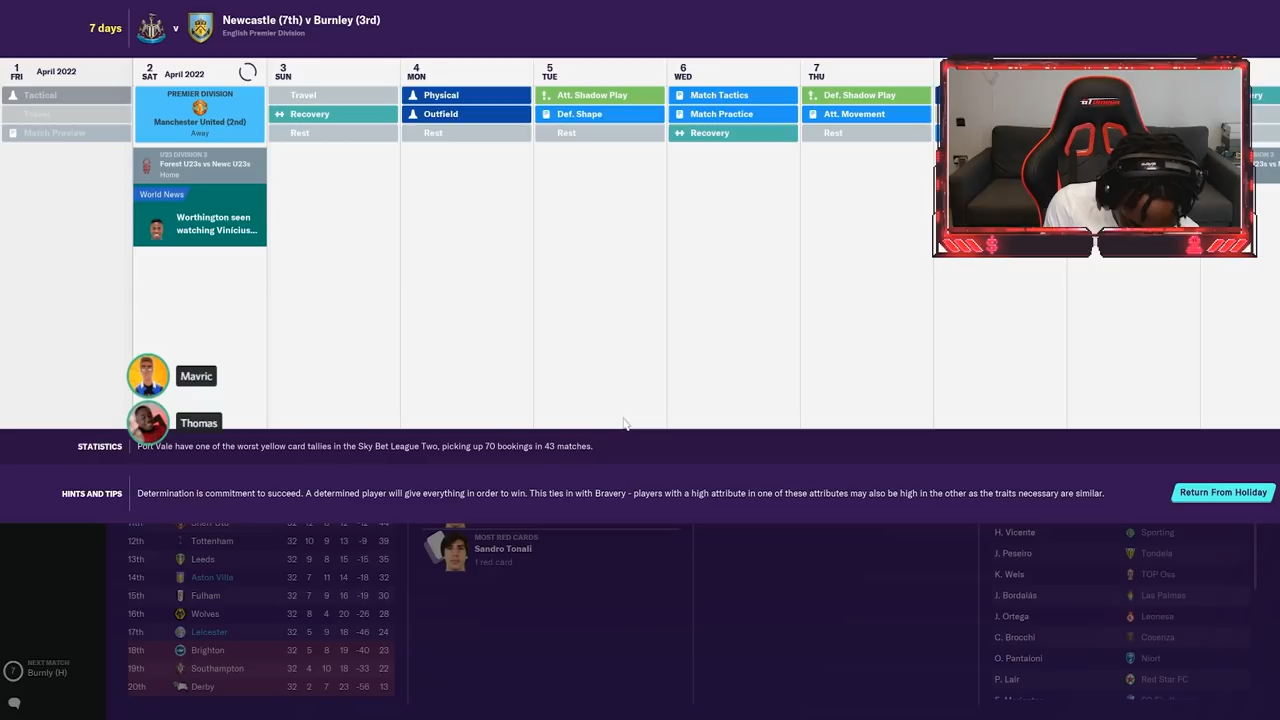 7 days
v
Newcastle (7th) v Burnley (3rd)
English Premier Division
1
FRI
April 2022
2
SAT
April 2022
3
SUN
4
MON
5
TUE
6
WED
7
THU
Tactical
Travel
Match Preview
PREMIER DIVISION
Manchester United (2nd)
Away
U23 DIVISION 2
Forest U23s vs Newc U23s
Home
World News
Worthington seen
watching Vinícius...
Travel
Recovery
Rest
Physical
Outfield
Rest
Att. Shadow Play
Def. Shape
Rest
Match Tactics
Match Practice
Recovery
Def. Shadow Play
Att. Movement
Rest
Mavric
Thomas
STATISTICS
Port Vale have one of the worst yellow card tallies in the Sky Bet League Two, picking up 70 bookings in 43 matches.
HINTS AND TIPS
Determination is commitment to succeed. A determined player will give everything in order to win. This ties in with Bravery - players with a high attribute in one of these attributes may also be high in the other as the traits necessary are similar.
Return From Holiday
12th Tottenham 32 10 9 13 -9 39
13th Leeds 32 9 8 15 -15 35
14th Aston Villa 32 7 11 14 -18 32
15th Fulham 32 7 9 16 -19 30
16th Wolves 32 8 4 20 -26 28
17th Leicester 32 5 9 18 -46 24
18th Brighton 32 5 8 19 -40 23
19th Southampton 32 4 10 18 -33 22
20th Derby 32 2 7 23 -56 13
MOST RED CARDS
Sandro Tonali
1 red card
H. Vicente Sporting
J. Peseiro Tondela
K. Weis TOP Oss
J. Bordalás Las Palmas
J. Ortega Leonesa
C. Brocchi Cosenza
O. Pantaloni Niort
P. Lair Red Star FC
7
NEXT MATCH
Burnly (H)